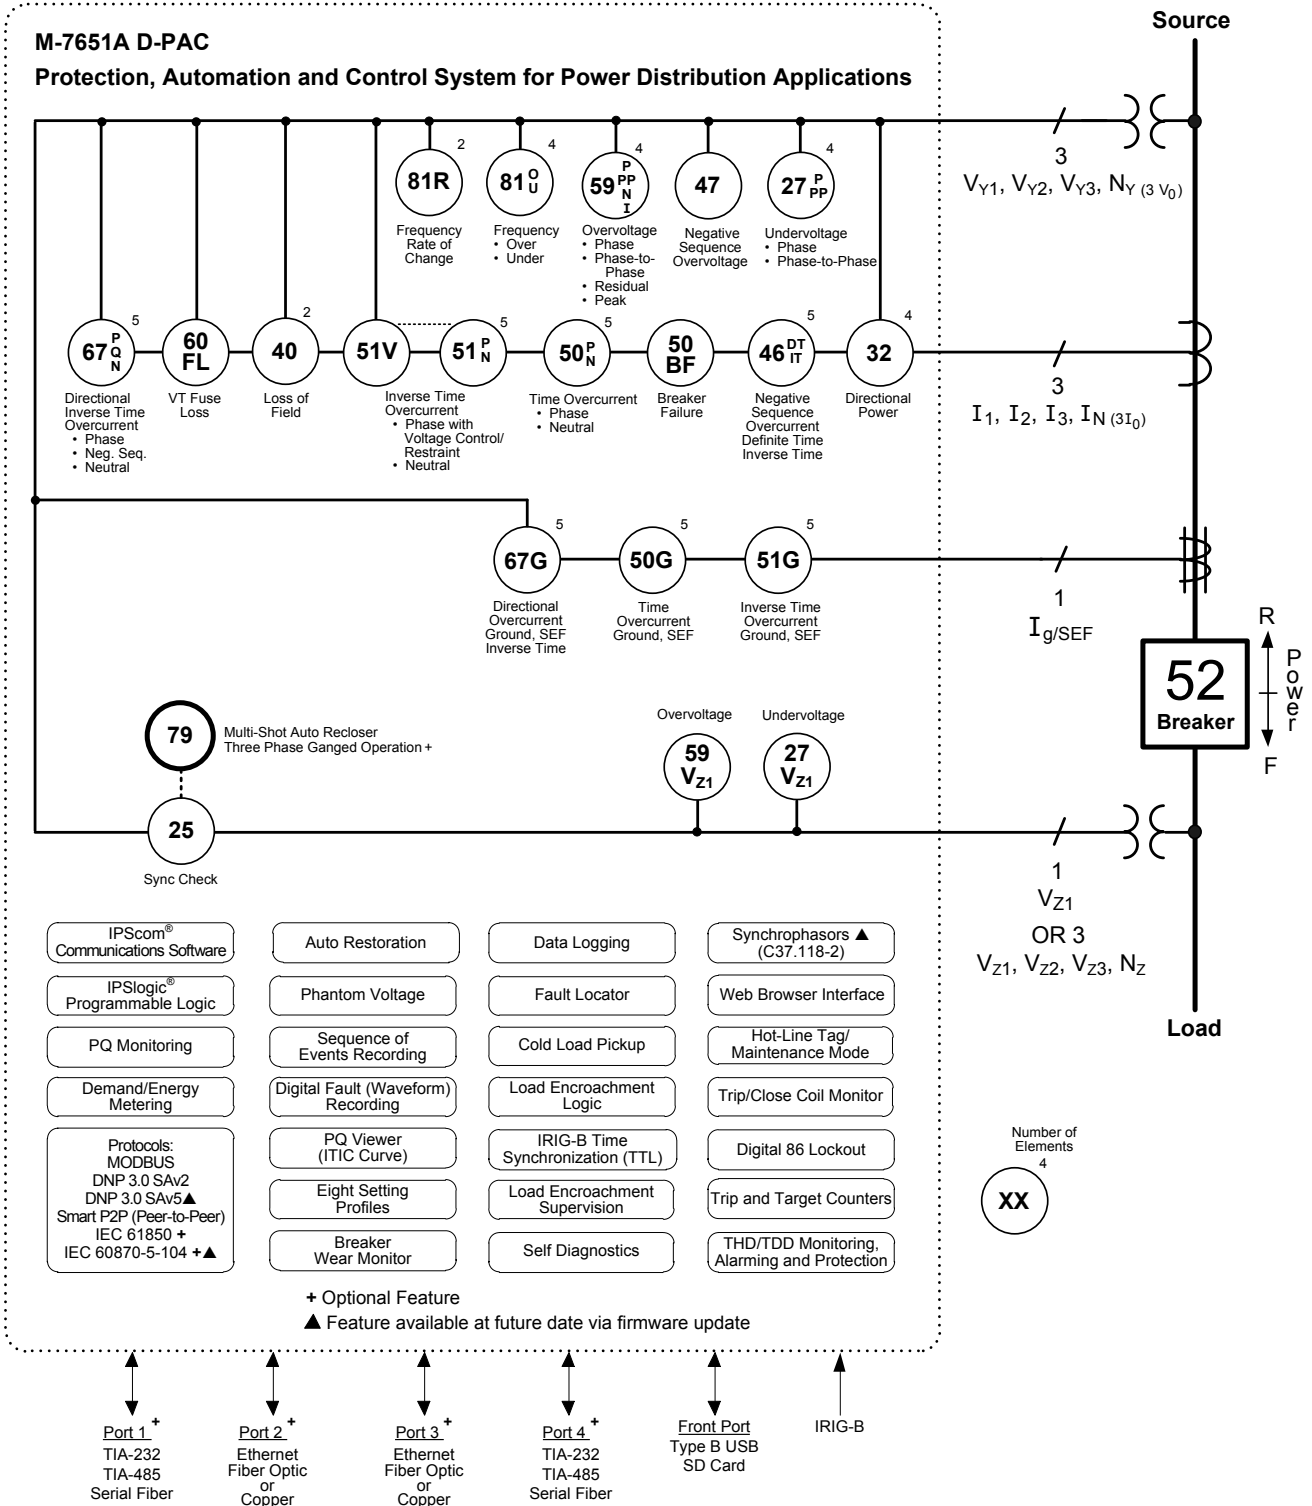 Source
M-7651A D-PAC
Protection, Automation and Control System for Power Distribution Applications
2
81R
Frequency
Rate of
Change
4
81 O
U
Frequency
• Over
• Under
4
59 P
PP
N
I
Overvoltage
• Phase
• Phase-to-
Phase
• Residual
• Peak
47
Negative
Sequence
Overvoltage
4
27 P
PP
Undervoltage
• Phase
• Phase-to-Phase
3
VY1, VY2, VY3, NY (3 V0)
5
67 P
Q
N
Directional
Inverse Time
Overcurrent
• Phase
• Neg. Seq.
• Neutral
60
FL
VT Fuse
Loss
2
40
Loss of
Field
51V
5
51 P
N
Inverse Time
Overcurrent
• Phase with
Voltage Control/
Restraint
• Neutral
5
50 P
N
Time Overcurrent
• Phase
• Neutral
50
BF
Breaker
Failure
5
46 DT
IT
Negative
Sequence
Overcurrent
Definite Time
Inverse Time
4
32
Directional
Power
3
I1, I2, I3, IN (3I0)
5
67G
Directional
Overcurrent
Ground, SEF
Inverse Time
5
50G
Time
Overcurrent
Ground, SEF
5
51G
Inverse Time
Overcurrent
Ground, SEF
1
Ig/SEF
R
Power
F
52
Breaker
79
Multi-Shot Auto Recloser
Three Phase Ganged Operation +
25
Sync Check
Overvoltage
59
VZ1
Undervoltage
27
VZ1
1
VZ1
OR 3
VZ1, VZ2, VZ3, NZ
Load
IPScom®
Communications Software
Auto Restoration
Data Logging
Synchrophasors ▲
(C37.118-2)
IPSlogic®
Programmable Logic
Phantom Voltage
Fault Locator
Web Browser Interface
PQ Monitoring
Sequence of
Events Recording
Cold Load Pickup
Hot-Line Tag/
Maintenance Mode
Demand/Energy
Metering
Digital Fault (Waveform)
Recording
Load Encroachment
Logic
Trip/Close Coil Monitor
Protocols:
MODBUS
DNP 3.0 SAv2
DNP 3.0 SAv5▲
Smart P2P (Peer-to-Peer)
IEC 61850 +
IEC 60870-5-104 +▲
PQ Viewer
(ITIC Curve)
IRIG-B Time
Synchronization (TTL)
Digital 86 Lockout
Eight Setting
Profiles
Load Encroachment
Supervision
Trip and Target Counters
Breaker
Wear Monitor
Self Diagnostics
THD/TDD Monitoring,
Alarming and Protection
Number of
Elements
4
XX
+ Optional Feature
▲ Feature available at future date via firmware update
Port 1 +
TIA-232
TIA-485
Serial Fiber
Port 2 +
Ethernet
Fiber Optic
or
Copper
Port 3 +
Ethernet
Fiber Optic
or
Copper
Port 4 +
TIA-232
TIA-485
Serial Fiber
Front Port
Type B USB
SD Card
IRIG-B